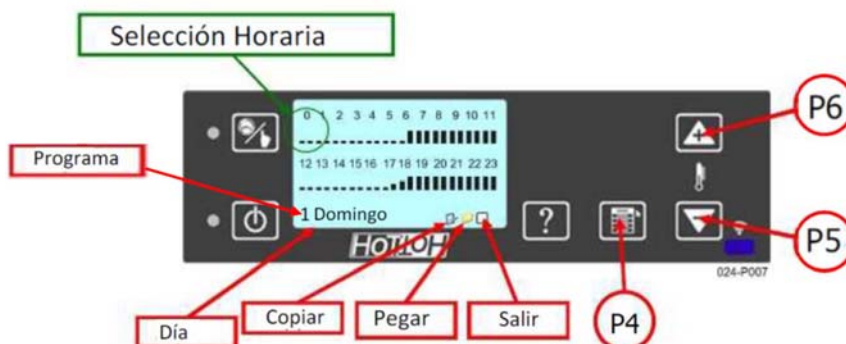 Selección Horaria
P6
0 1 2 3 4 5 6 7 8 9 10 11
Programa
12 13 14 15 16 17 18 19 20 21 22 23
1 Domingo
?
HOTTOH
P5
024-P007
Día
Copiar
Pegar
Salir
P4